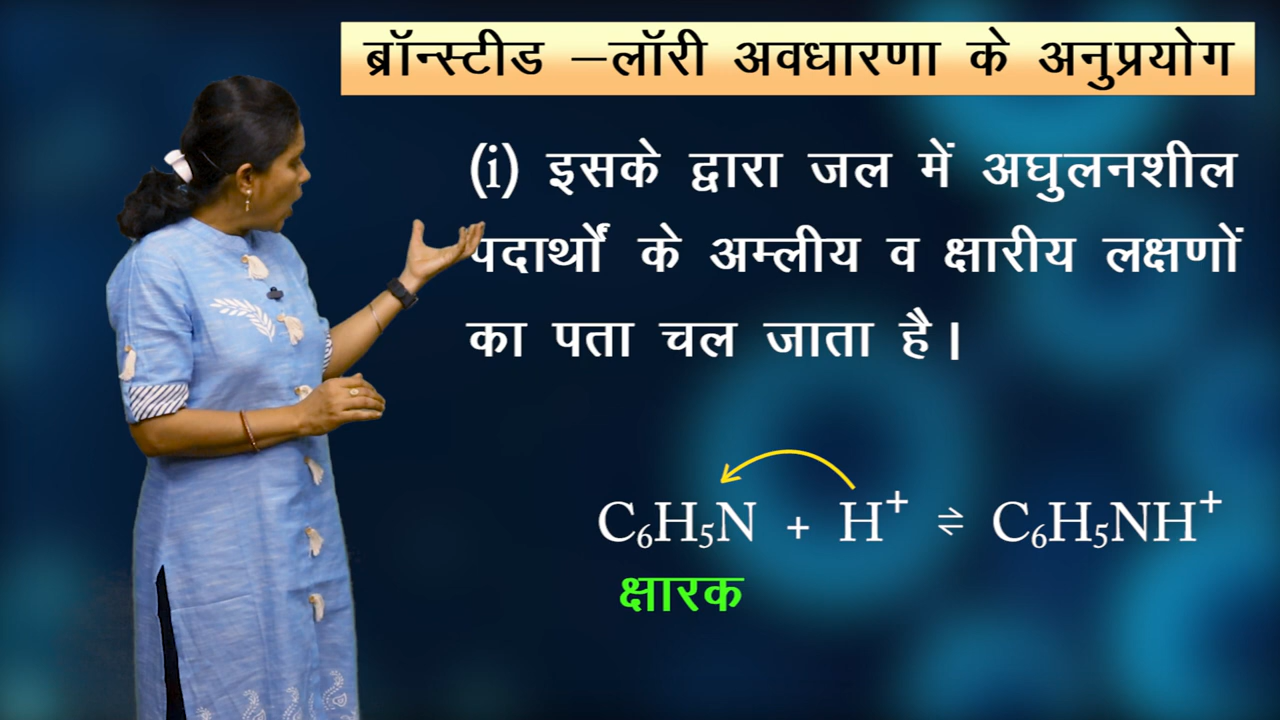 ब्रॉन्स्टीड –लॉरी अवधारणा के अनुप्रयोग
(i) इसके द्वारा जल में अघुलनशील
पदार्थों के अम्लीय व क्षारीय लक्षणों
का पता चल जाता है।
C₆H₅N + H⁺ ⇌ C₆H₅NH⁺
क्षारक